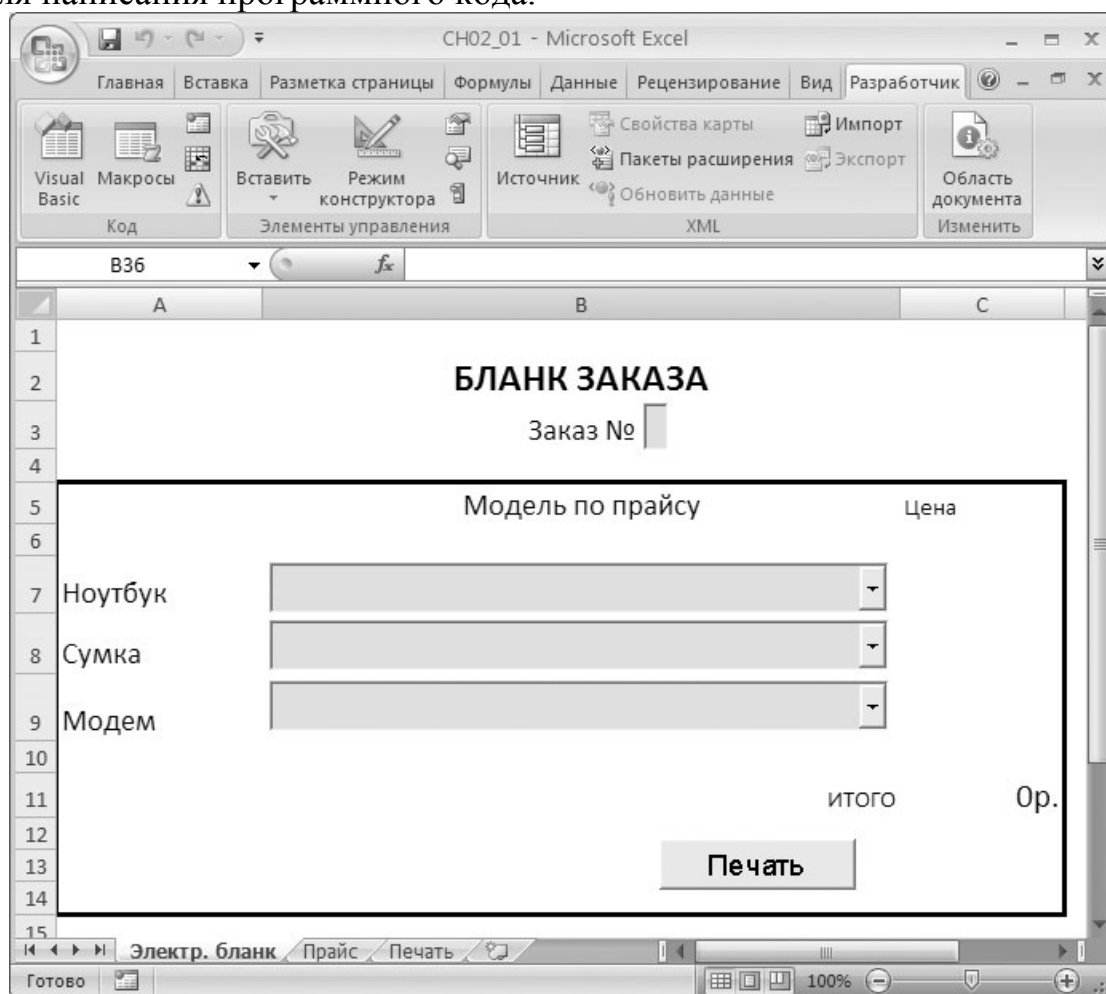 ля написания программного кода.
CH02_01 - Microsoft Excel
Главная Вставка Разметка страницы Формулы Данные Рецензирование Вид Разработчик
Visual Basic
Макросы
Код
Вставить
Режим конструктора
Элементы управления
Источник
Свойства карты
Пакеты расширения
Обновить данные
Импорт
Экспорт
XML
Область документа
Изменить
B36
fx
A B C
1
2 БЛАНК ЗАКАЗА
3 Заказ №
4
5 Модель по прайсу Цена
6
7 Ноутбук
8 Сумка
9 Модем
10
11 итого 0р.
12
13 Печать
14
15
Электр. бланк Прайс Печать
Готово 100%